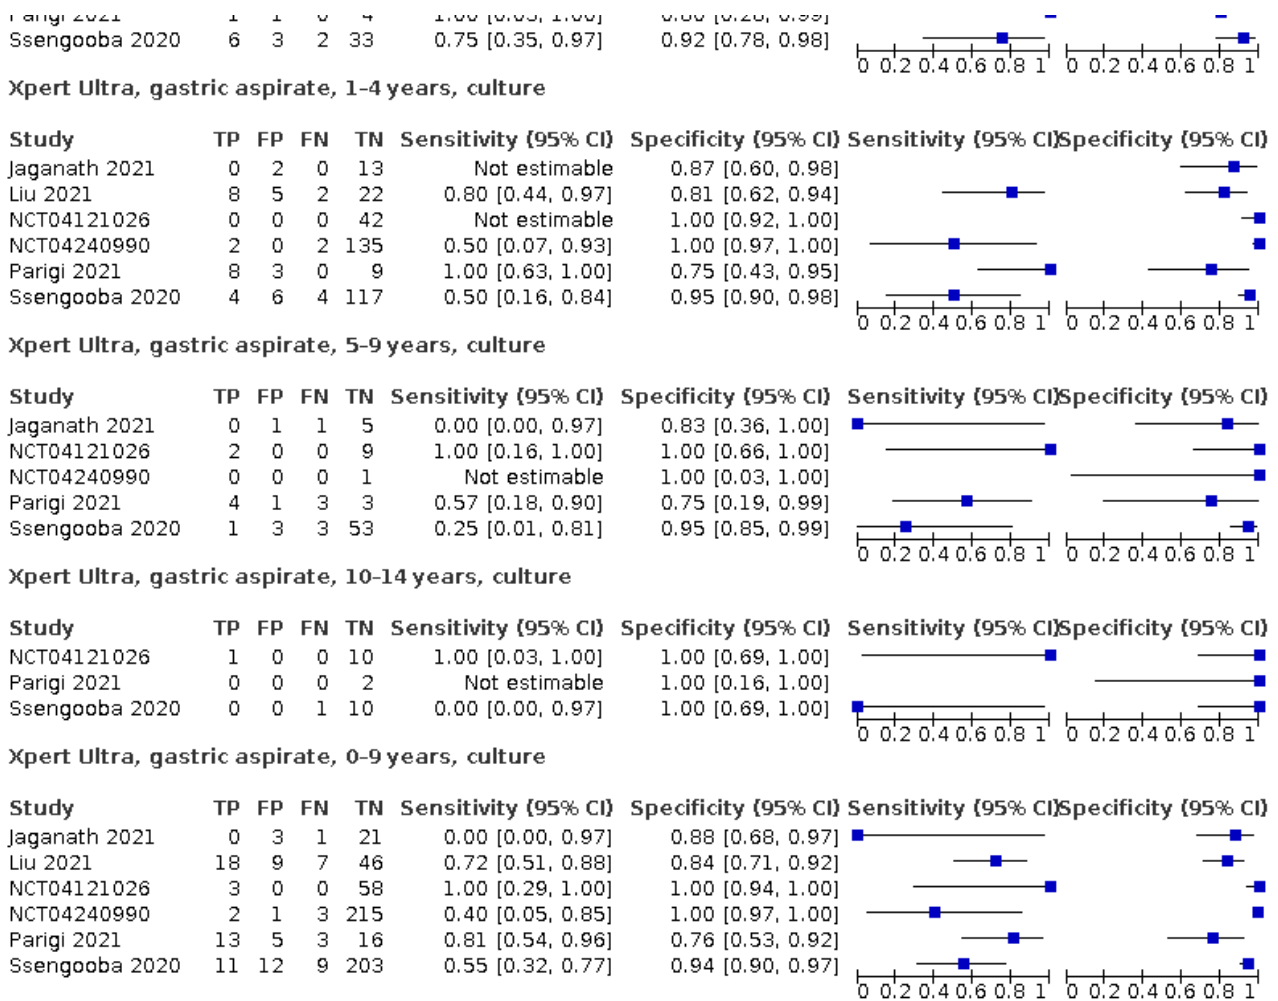 Parigi 2021 1 1 0 4 1.00 [0.03, 1.00] 0.80 [0.28, 0.99]
Ssengooba 2020 6 3 2 33 0.75 [0.35, 0.97] 0.92 [0.78, 0.98]
0 0.2 0.4 0.6 0.8 1 0 0.2 0.4 0.6 0.8 1
Xpert Ultra, gastric aspirate, 1–4 years, culture
Study TP FP FN TN Sensitivity (95% CI) Specificity (95% CI) Sensitivity (95% CI) Specificity (95% CI)
Jaganath 2021 0 2 0 13 Not estimable 0.87 [0.60, 0.98]
Liu 2021 8 5 2 22 0.80 [0.44, 0.97] 0.81 [0.62, 0.94]
NCT04121026 0 0 0 42 Not estimable 1.00 [0.92, 1.00]
NCT04240990 2 0 2 135 0.50 [0.07, 0.93] 1.00 [0.97, 1.00]
Parigi 2021 8 3 0 9 1.00 [0.63, 1.00] 0.75 [0.43, 0.95]
Ssengooba 2020 4 6 4 117 0.50 [0.16, 0.84] 0.95 [0.90, 0.98]
0 0.2 0.4 0.6 0.8 1 0 0.2 0.4 0.6 0.8 1
Xpert Ultra, gastric aspirate, 5–9 years, culture
Study TP FP FN TN Sensitivity (95% CI) Specificity (95% CI) Sensitivity (95% CI) Specificity (95% CI)
Jaganath 2021 0 1 1 5 0.00 [0.00, 0.97] 0.83 [0.36, 1.00]
NCT04121026 2 0 0 9 1.00 [0.16, 1.00] 1.00 [0.66, 1.00]
NCT04240990 0 0 0 1 Not estimable 1.00 [0.03, 1.00]
Parigi 2021 4 1 3 3 0.57 [0.18, 0.90] 0.75 [0.19, 0.99]
Ssengooba 2020 1 3 3 53 0.25 [0.01, 0.81] 0.95 [0.85, 0.99]
0 0.2 0.4 0.6 0.8 1 0 0.2 0.4 0.6 0.8 1
Xpert Ultra, gastric aspirate, 10–14 years, culture
Study TP FP FN TN Sensitivity (95% CI) Specificity (95% CI) Sensitivity (95% CI) Specificity (95% CI)
NCT04121026 1 0 0 10 1.00 [0.03, 1.00] 1.00 [0.69, 1.00]
Parigi 2021 0 0 0 2 Not estimable 1.00 [0.16, 1.00]
Ssengooba 2020 0 0 1 10 0.00 [0.00, 0.97] 1.00 [0.69, 1.00]
0 0.2 0.4 0.6 0.8 1 0 0.2 0.4 0.6 0.8 1
Xpert Ultra, gastric aspirate, 0–9 years, culture
Study TP FP FN TN Sensitivity (95% CI) Specificity (95% CI) Sensitivity (95% CI) Specificity (95% CI)
Jaganath 2021 0 3 1 21 0.00 [0.00, 0.97] 0.88 [0.68, 0.97]
Liu 2021 18 9 7 46 0.72 [0.51, 0.88] 0.84 [0.71, 0.92]
NCT04121026 3 0 0 58 1.00 [0.29, 1.00] 1.00 [0.94, 1.00]
NCT04240990 2 1 3 215 0.40 [0.05, 0.85] 1.00 [0.97, 1.00]
Parigi 2021 13 5 3 16 0.81 [0.54, 0.96] 0.76 [0.53, 0.92]
Ssengooba 2020 11 12 9 203 0.55 [0.32, 0.77] 0.94 [0.90, 0.97]
0 0.2 0.4 0.6 0.8 1 0 0.2 0.4 0.6 0.8 1